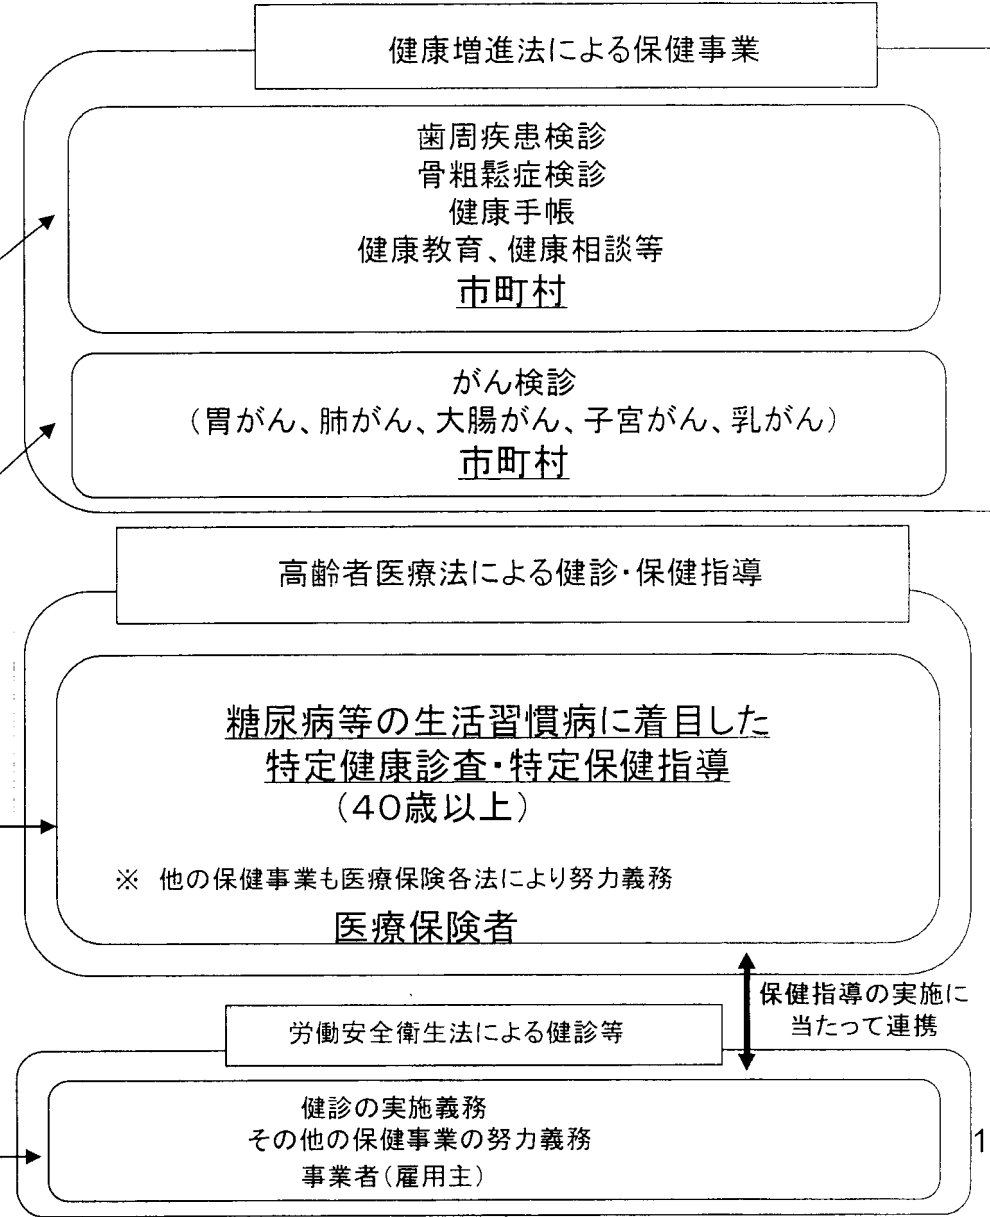 健康増進法による保健事業
歯周疾患検診
骨粗鬆症検診
健康手帳
健康教育、健康相談等
市町村
がん検診
（胃がん、肺がん、大腸がん、子宮がん、乳がん）
市町村
高齢者医療法による健診・保健指導
糖尿病等の生活習慣病に着目した
特定健康診査・特定保健指導
（４０歳以上）
※ 他の保健事業も医療保険各法により努力義務
医療保険者
保健指導の実施に
当たって連携
労働安全衛生法による健診等
健診の実施義務
その他の保健事業の努力義務
事業者（雇用主）
1